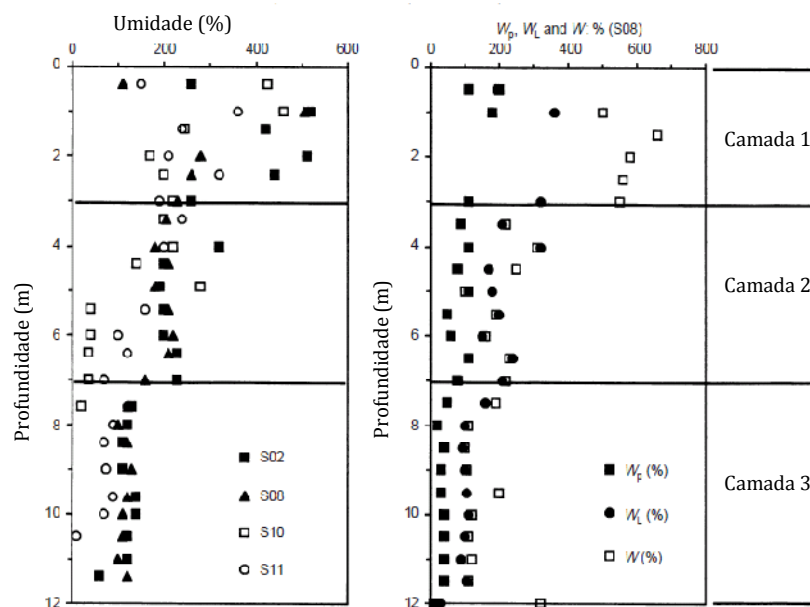 Umidade (%)
0 200 400 600
0
2
4
6
8
10
12
Profundidade (m)
S02
S08
S10
S11
Wp, WL and W. % (S08)
0 200 400 600 800
0
2
4
6
8
10
12
Profundidade (m)
Wp (%)
WL (%)
W (%)
Camada 1
Camada 2
Camada 3